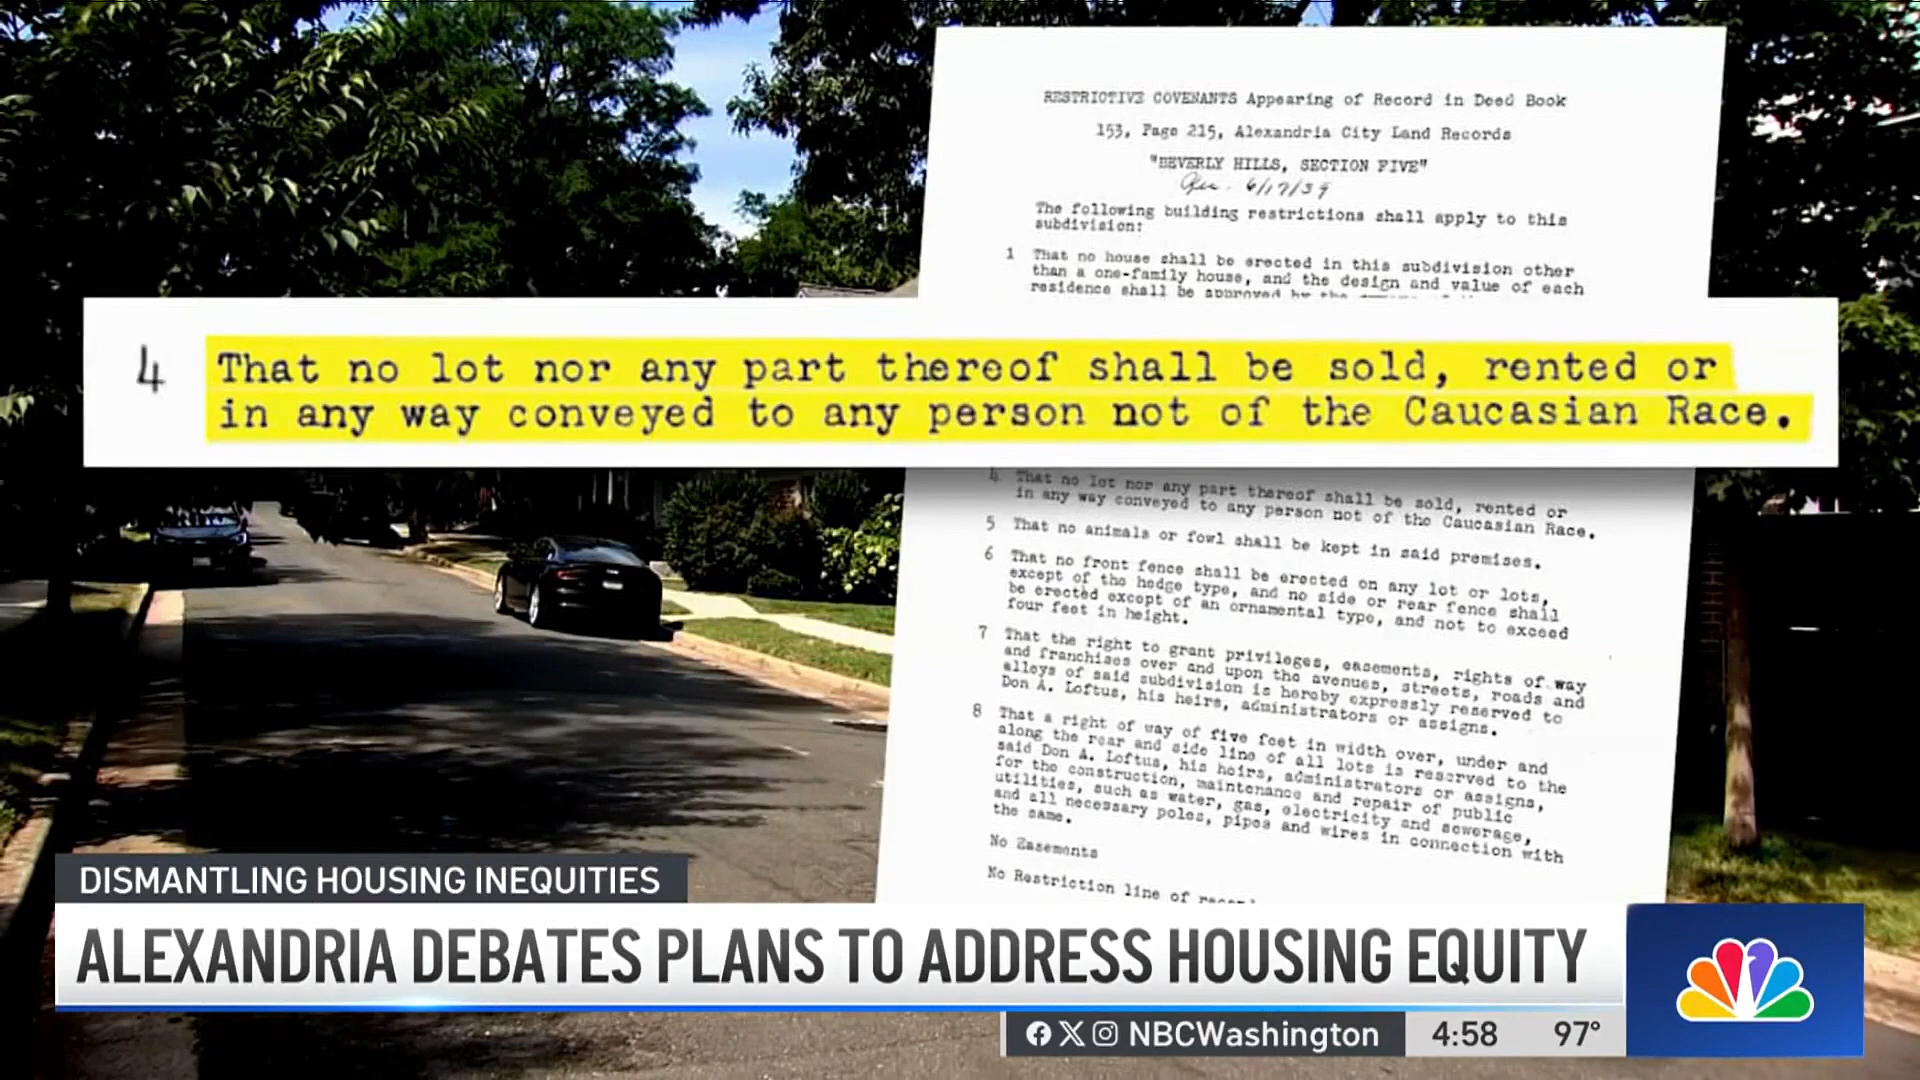 RESTRICTIVE COVENANTS Appearing of Record in Deed Book
153, Page 215, Alexandria City Land Records
"BEVERLY HILLS, SECTION FIVE"
6/17/39
The following building restrictions shall apply to this
subdivision:
1 That no house shall be erected in this subdivision other
than a one-family house, and the design and value of each
residence shall be approved by the
4 That no lot nor any part thereof shall be sold, rented or
in any way conveyed to any person not of the Caucasian Race.
4 That no lot nor any part thereof shall be sold, rented or
in any way conveyed to any person not of the Caucasian Race.
5 That no animals or fowl shall be kept in said premises.
6 That no front fence shall be erected on any lot or lots,
except of the hedge type, and no side or rear fence shall
be erected except of an ornamental type, and not to exceed
four feet in height.
7 That the right to grant privileges, easements, rights of way
and franchises over and upon the avenues, streets, roads and
alleys of said subdivision is hereby expressly reserved to
Don A. Loftus, his heirs, administrators or assigns.
8 That a right of way of five feet in width over, under and
along the rear and side line of all lots is reserved to the
said Don A. Loftus, his heirs, administrators or assigns,
for the construction, maintenance and repair of public
utilities, such as water, gas, electricity and sewerage,
and all necessary poles, pipes and wires in connection with
the same.
No Easements
No Restriction line of
DISMANTLING HOUSING INEQUITIES
ALEXANDRIA DEBATES PLANS TO ADDRESS HOUSING EQUITY
NBCWashington 4:58 97°